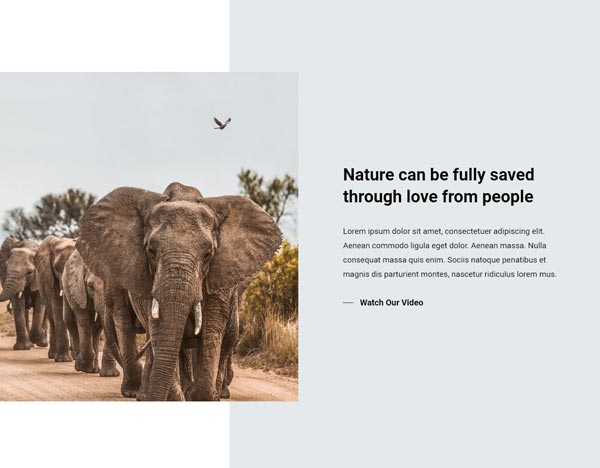 Nature can be fully saved
through love from people
Lorem ipsum dolor sit amet, consectetuer adipiscing elit.
Aenean commodo ligula eget dolor. Aenean massa. Nulla
consequat massa quis enim. Sociis natoque penatibus et
magnis dis parturient montes, nascetur ridiculus lorem mus.
Watch Our Video